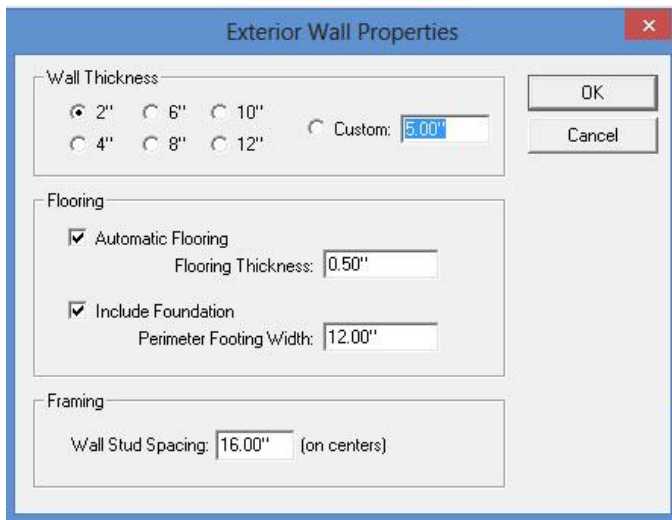 Exterior Wall Properties
Wall Thickness
2" 6" 10"
4" 8" 12"
Custom: 5.00"
OK
Cancel
Flooring
Automatic Flooring
Flooring Thickness: 0.50"
Include Foundation
Perimeter Footing Width: 12.00"
Framing
Wall Stud Spacing: 16.00" (on centers)